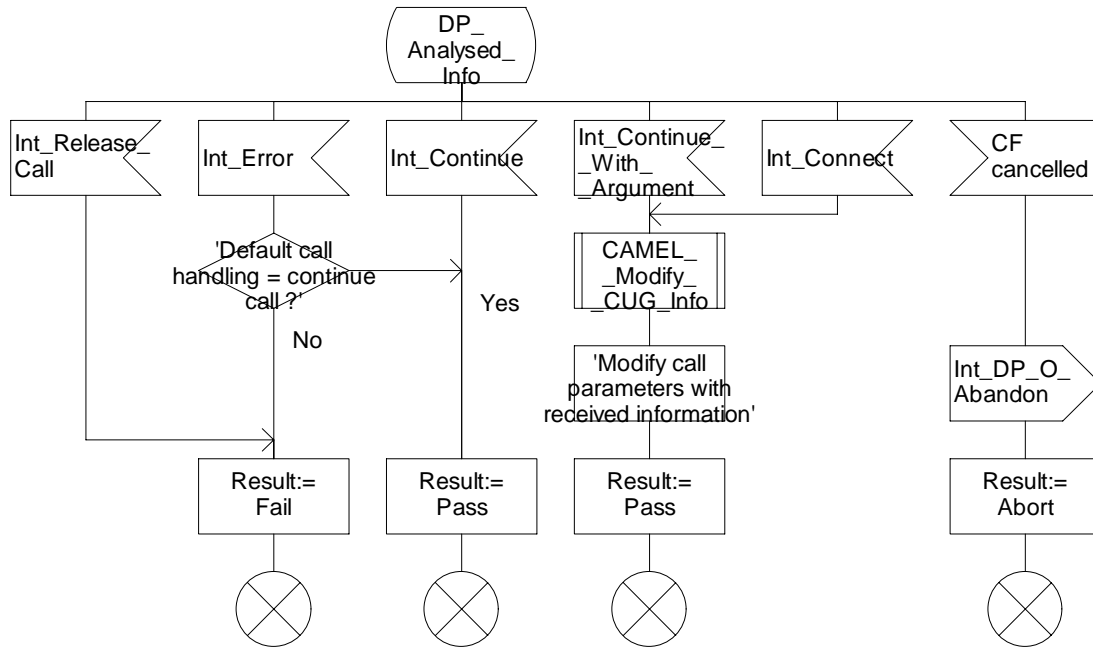 DP_
Analysed_
Info
Int_Release_
Call
Int_Error
Int_Continue
Int_Continue_
_With_
_Argument
Int_Connect
CF
cancelled
'Default call
handling = continue
call ?'
Yes
No
CAMEL_
_Modify_
_CUG_Info
'Modify call
parameters with
received information'
Int_DP_O_
Abandon
Result:=
Fail
Result:=
Pass
Result:=
Pass
Result:=
Abort